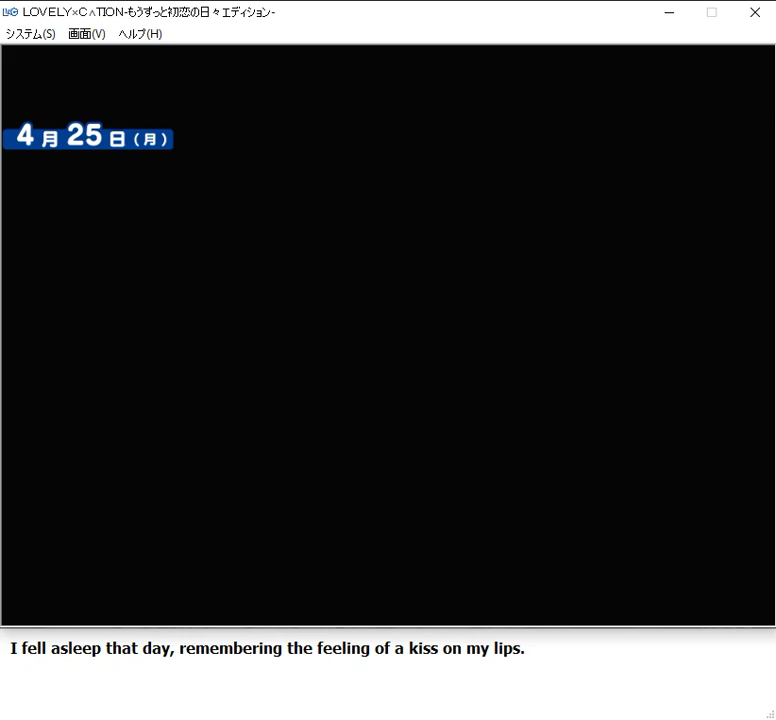 LOVELY×C∧TION-もうずっと初恋の日々エディション-
システム(S) 画面(V) ヘルプ(H)
4月25日(月)
I fell asleep that day, remembering the feeling of a kiss on my lips.